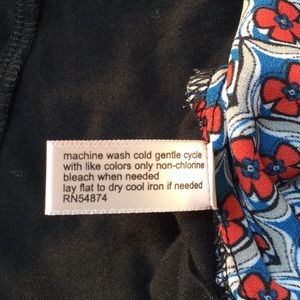 machine wash cold gentle cycle
with like colors only non-chlorine
bleach when needed
lay flat to dry cool iron if needed
RN54874